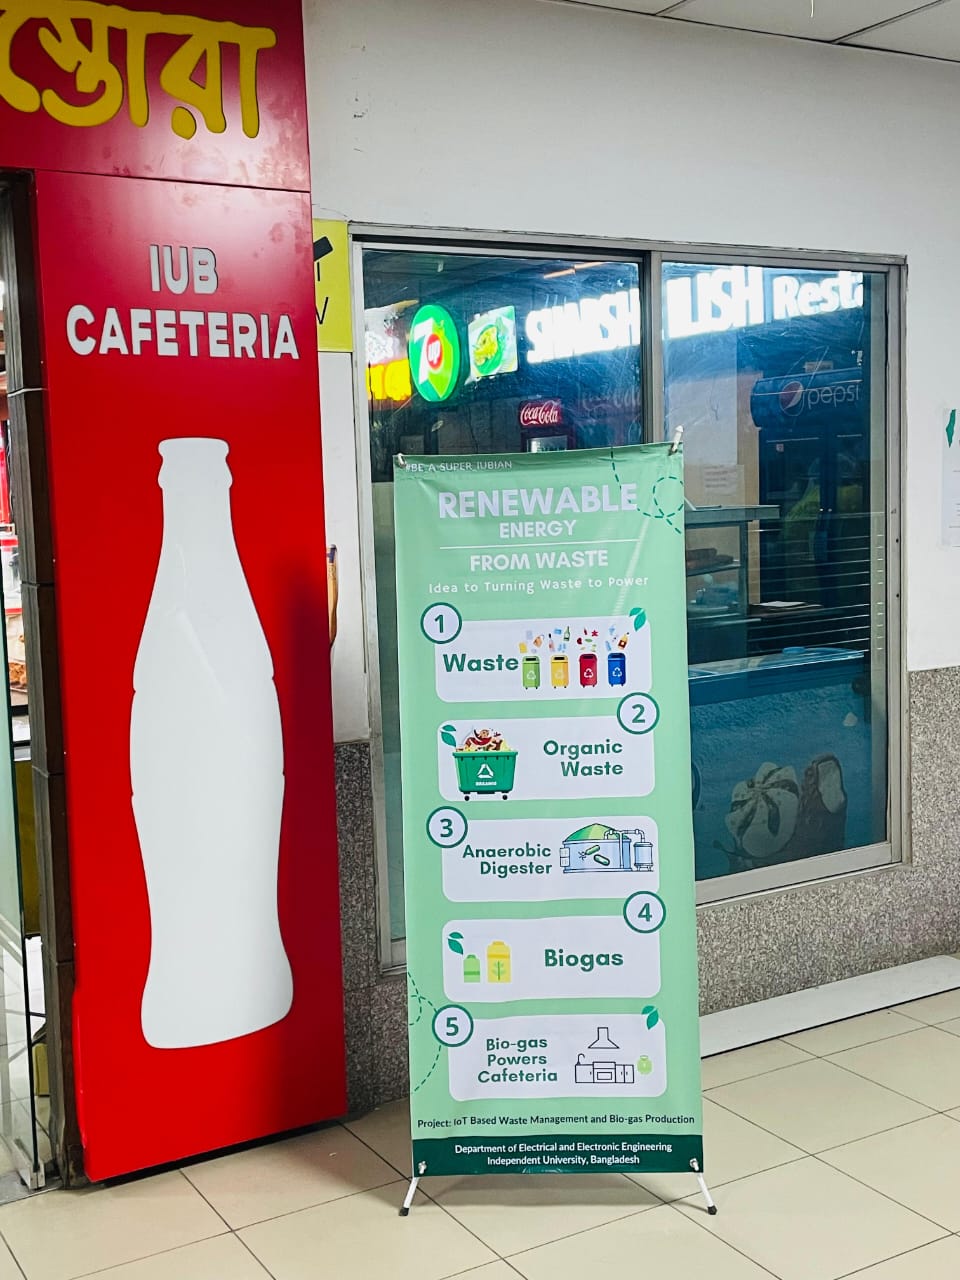 স্তোরা
IUB
CAFETERIA
7up
SHORSHE ILISH Resta
Coca-Cola
pepsi
#BE A SUPER IUBIAN
RENEWABLE
ENERGY
FROM WASTE
Idea to Turning Waste to Power
1
Waste
2
Organic
Waste
3
Anaerobic
Digester
4
Biogas
5
Bio-gas
Powers
Cafeteria
Project: IoT Based Waste Management and Bio-gas Production
Department of Electrical and Electronic Engineering
Independent University, Bangladesh